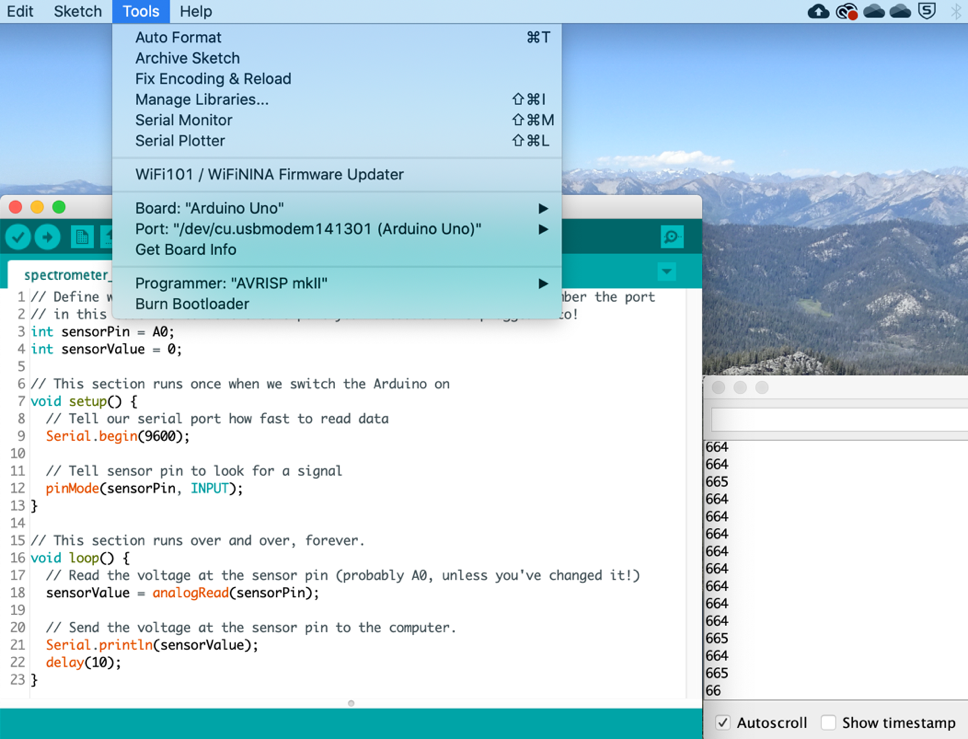 Edit Sketch Tools Help
Auto Format ⌘T
Archive Sketch
Fix Encoding & Reload
Manage Libraries... ⇧⌘I
Serial Monitor ⇧⌘M
Serial Plotter ⇧⌘L
WiFi101 / WiFiNINA Firmware Updater
Board: "Arduino Uno"
Port: "/dev/cu.usbmodem141301 (Arduino Uno)"
Get Board Info
Programmer: "AVRISP mkII"
Burn Bootloader
spectrometer_
1 // Define the port
2 // in this
3 int sensorPin = A0;
4 int sensorValue = 0;
5
6 // This section runs once when we switch the Arduino on
7 void setup() {
8 // Tell our serial port how fast to read data
9 Serial.begin(9600);
10
11 // Tell sensor pin to look for a signal
12 pinMode(sensorPin, INPUT);
13 }
14
15 // This section runs over and over, forever.
16 void loop() {
17 // Read the voltage at the sensor pin (probably A0, unless you've changed it!)
18 sensorValue = analogRead(sensorPin);
19
20 // Send the voltage at the sensor pin to the computer.
21 Serial.println(sensorValue);
22 delay(10);
23 }
664
664
665
664
664
664
664
664
664
664
664
665
664
665
66
Autoscroll Show timestamp